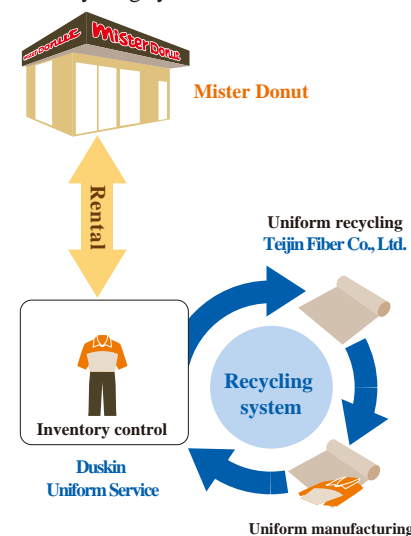 Mister Donut
Mister Donut
Mister Donut
Rental
Uniform recycling
Teijin Fiber Co., Ltd.
Recycling
system
Inventory control
Duskin
Uniform Service
Uniform manufacturing